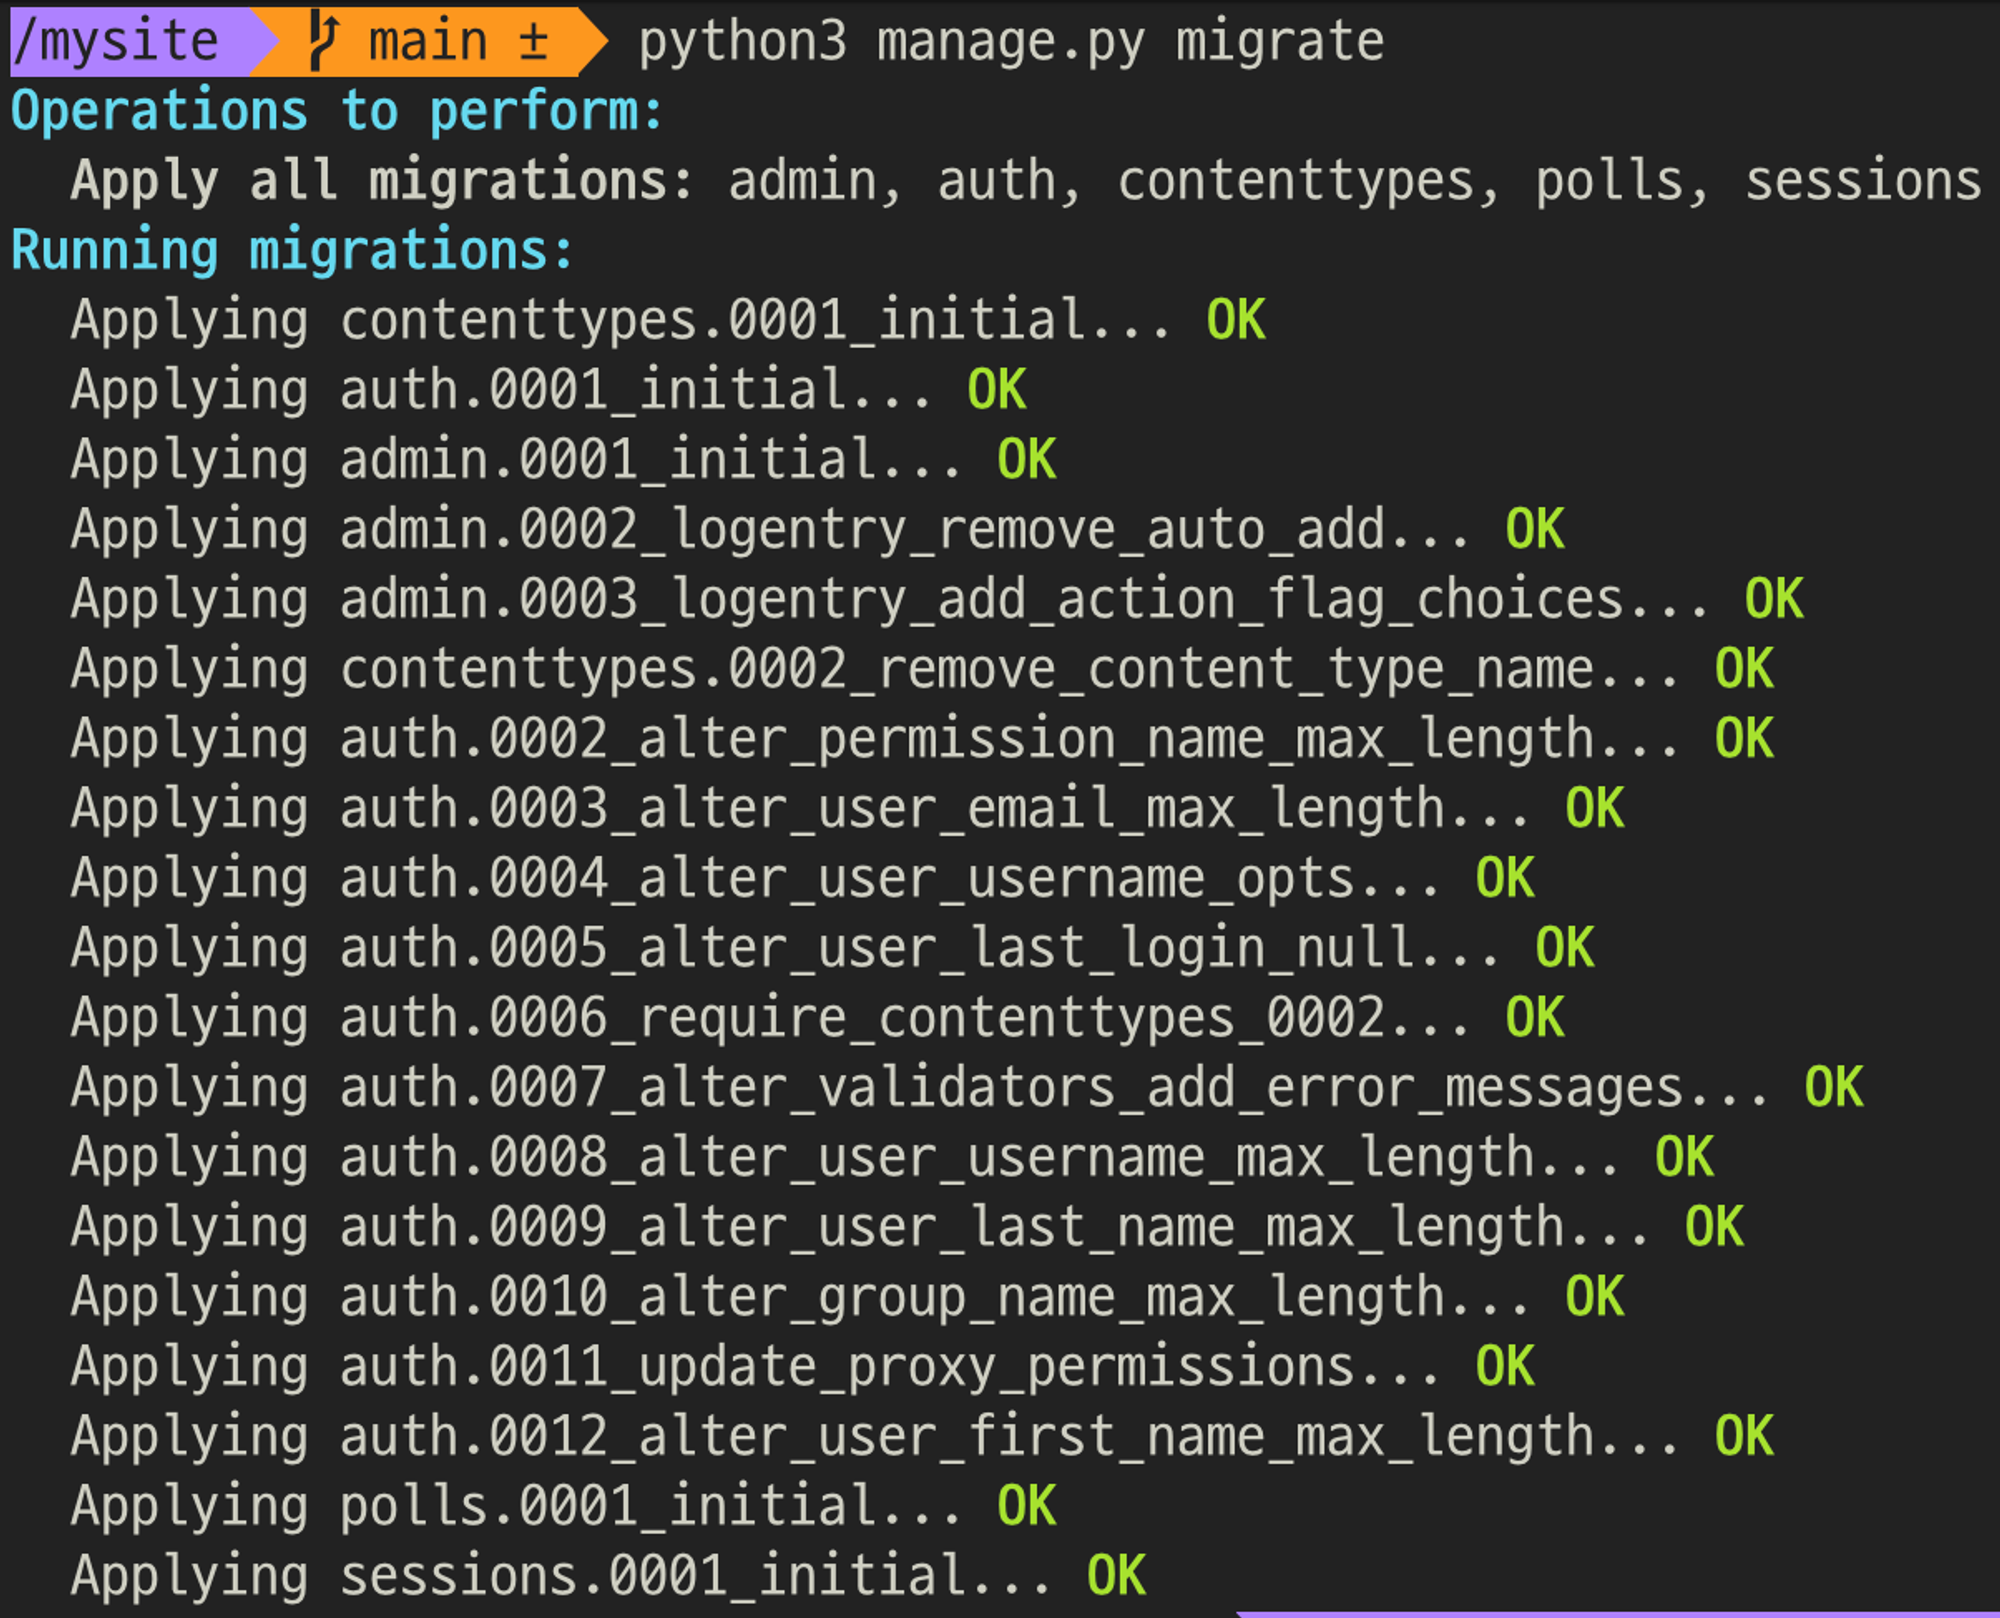 /mysite main ± python3 manage.py migrate
Operations to perform:
  Apply all migrations: admin, auth, contenttypes, polls, sessions
Running migrations:
  Applying contenttypes.0001_initial... OK
  Applying auth.0001_initial... OK
  Applying admin.0001_initial... OK
  Applying admin.0002_logentry_remove_auto_add... OK
  Applying admin.0003_logentry_add_action_flag_choices... OK
  Applying contenttypes.0002_remove_content_type_name... OK
  Applying auth.0002_alter_permission_name_max_length... OK
  Applying auth.0003_alter_user_email_max_length... OK
  Applying auth.0004_alter_user_username_opts... OK
  Applying auth.0005_alter_user_last_login_null... OK
  Applying auth.0006_require_contenttypes_0002... OK
  Applying auth.0007_alter_validators_add_error_messages... OK
  Applying auth.0008_alter_user_username_max_length... OK
  Applying auth.0009_alter_user_last_name_max_length... OK
  Applying auth.0010_alter_group_name_max_length... OK
  Applying auth.0011_update_proxy_permissions... OK
  Applying auth.0012_alter_user_first_name_max_length... OK
  Applying polls.0001_initial... OK
  Applying sessions.0001_initial... OK